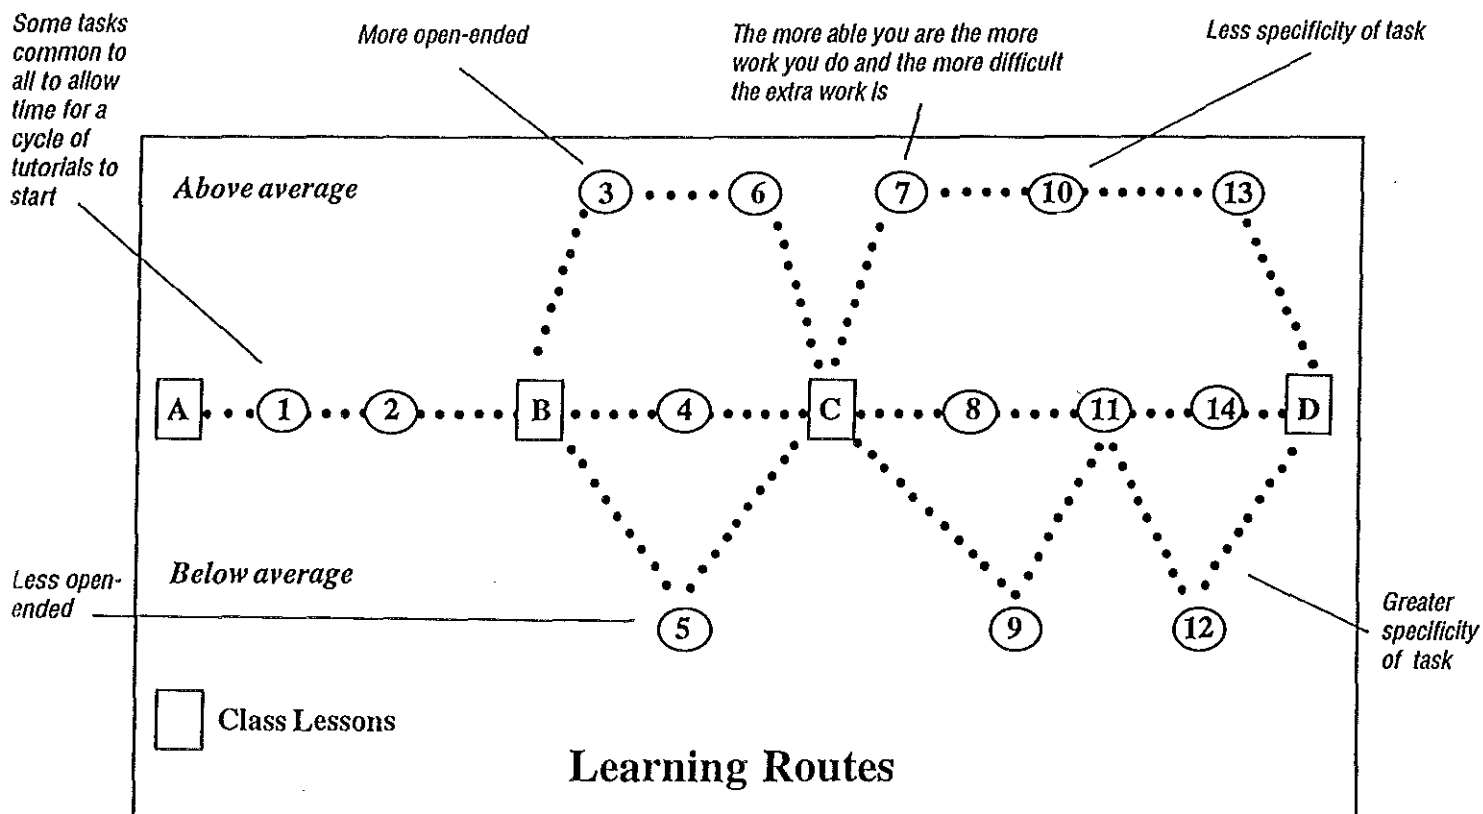 Some tasks
common to
all to allow
time for a
cycle of
tutorials to
start
More open-ended
The more able you are the more
work you do and the more difficult
the extra work is
Less specificity of task
Above average
3
6
7
10
13
A
1
2
B
4
C
8
11
14
D
Below average
Less open-
ended
5
9
12
Greater
specificity
of task
Class Lessons
Learning Routes